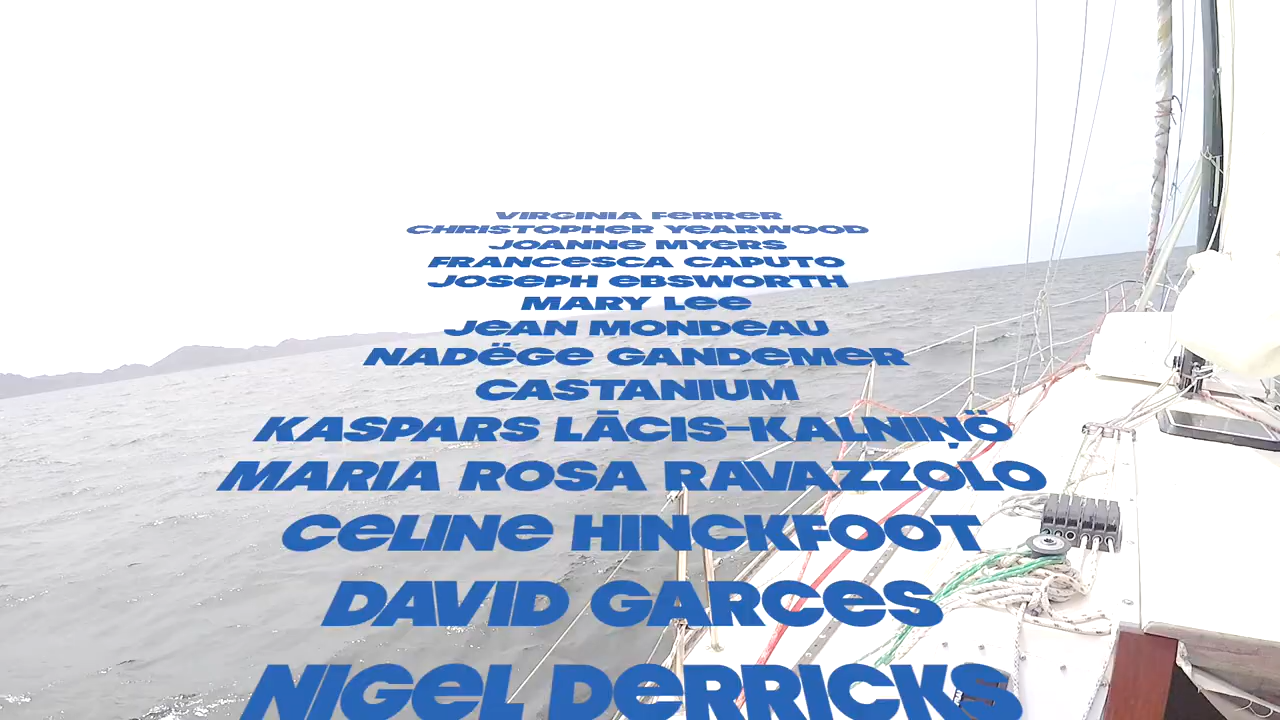 VIRGINIA FERRER
CHRISTOPHER YEARWOOD
JOANNE MYERS
FRANCESCA CAPUTO
JOSEPH EBSWORTH
MARY LEE
JEAN MONDEAU
NADËGE GANDEMER
CASTANIUM
KASPARS LĀCIS-KALNIŅÖ
MARIA ROSA RAVAZZOLO
CELINE HINCKFOOT
DAVID GARCES
NIGEL DERRICKS